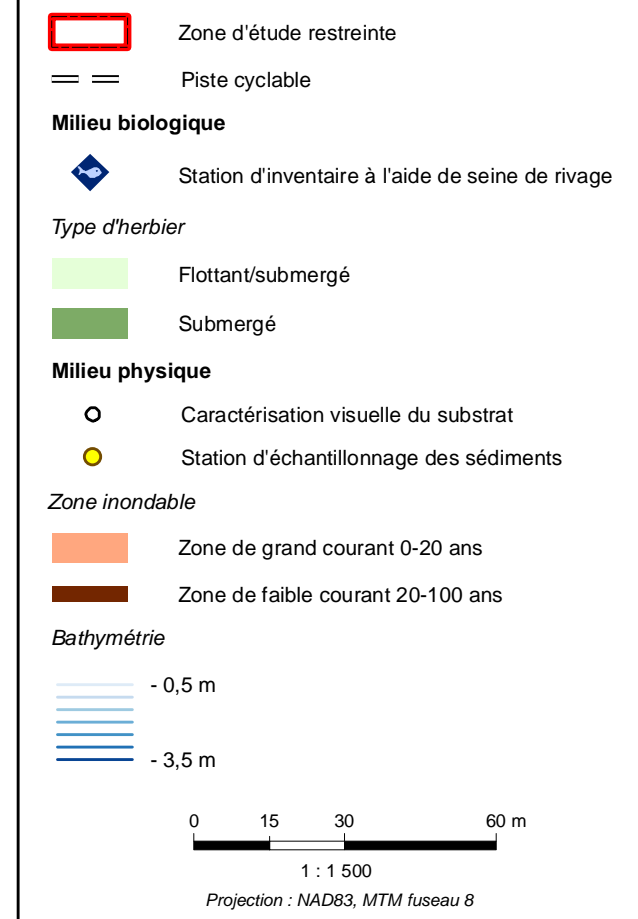 Zone d'étude restreinte
Piste cyclable
Milieu biologique
Station d'inventaire à l'aide de seine de rivage
Type d'herbier
Flottant/submergé
Submergé
Milieu physique
Caractérisation visuelle du substrat
Station d'échantillonnage des sédiments
Zone inondable
Zone de grand courant 0-20 ans
Zone de faible courant 20-100 ans
Bathymétrie
- 0,5 m
- 3,5 m
0 15 30 60 m
1 : 1 500
Projection : NAD83, MTM fuseau 8